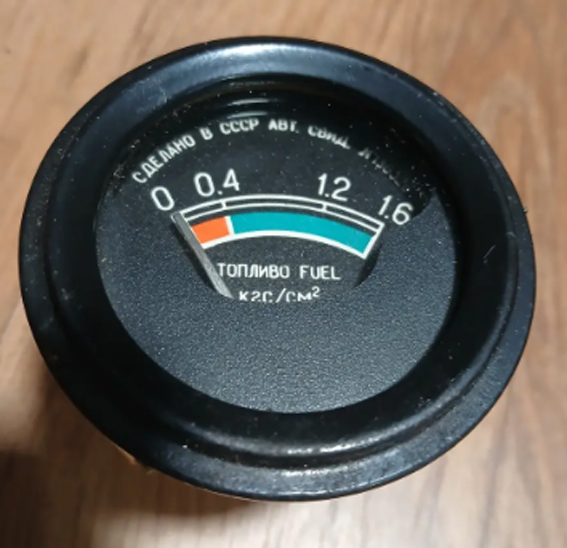 СДЕЛАНО В СССР АВТ. СВИД.
0 0.4 1.2 1.6
ТОПЛИВО FUEL
кгс/см²